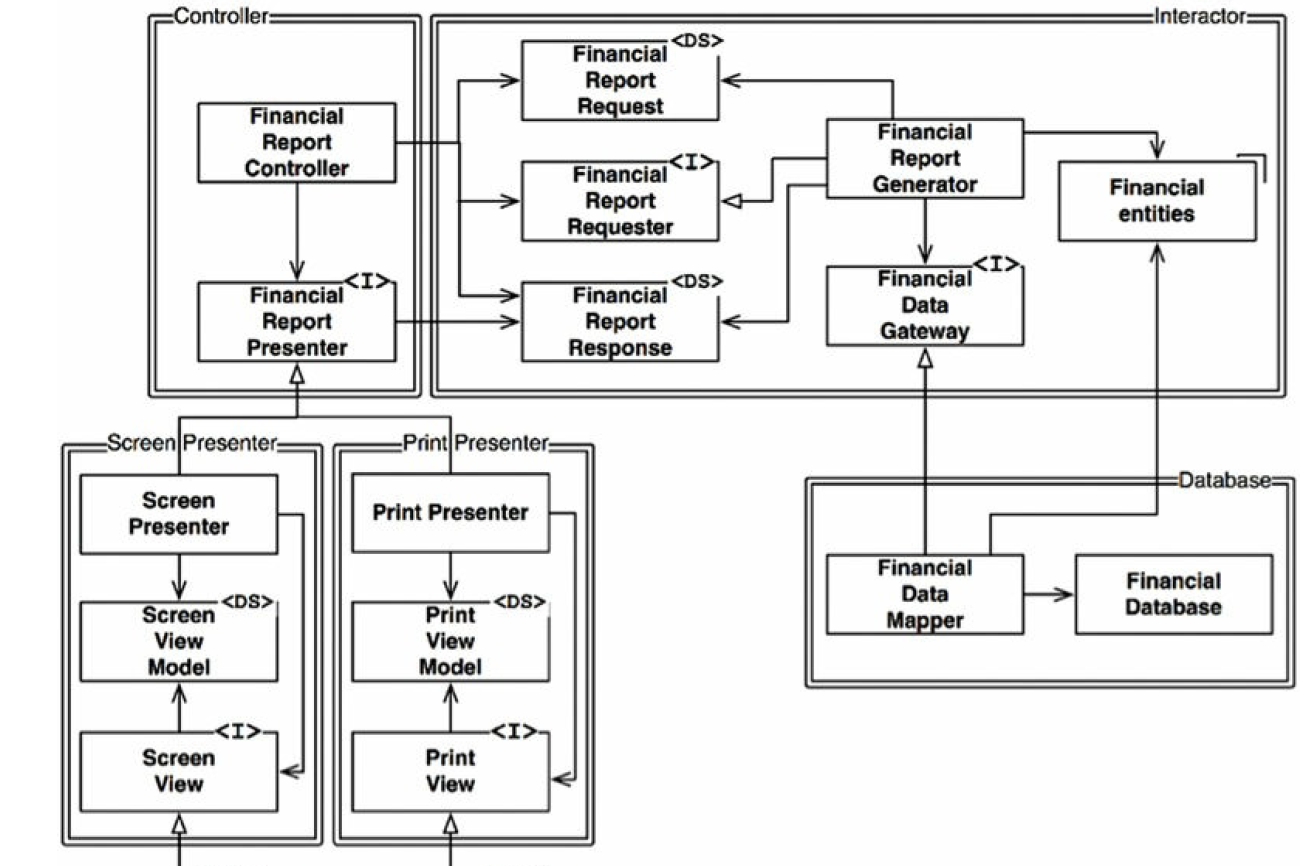 Controller
Interactor
<DS>
Financial
Report
Request
Financial
Report
Controller
Financial
Report
Generator
<I>
Financial
Report
Requester
Financial
entities
<I>
Financial
Report
Presenter
<DS>
Financial
Report
Response
<I>
Financial
Data
Gateway
Screen Presenter
Print Presenter
Database
Screen
Presenter
Print Presenter
Financial
Data
Mapper
Financial
Database
<DS>
Screen
View
Model
<DS>
Print
View
Model
<I>
Screen
View
<I>
Print
View